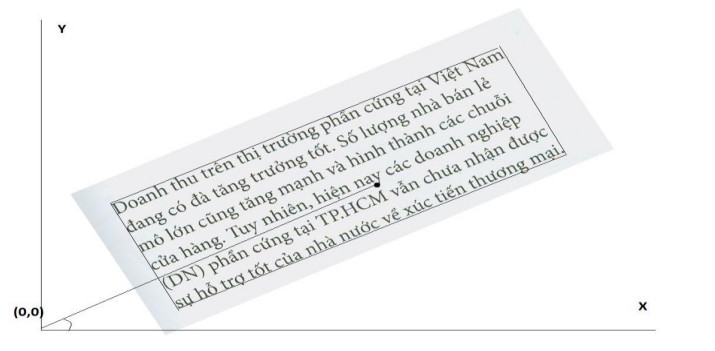 Y
Doanh thu trên thị trường phần cứng tại Việt Nam
đang có đà tăng trưởng tốt. Số lượng nhà bán lẻ
mô lớn cũng tăng mạnh và hình thành các chuỗi
cửa hàng. Tuy nhiên, hiện nay các doanh nghiệp
(DN) phần cứng tại TP.HCM vẫn chưa nhận được
sự hỗ trợ tốt của nhà nước về xúc tiến thương mại.
(0,0)
X